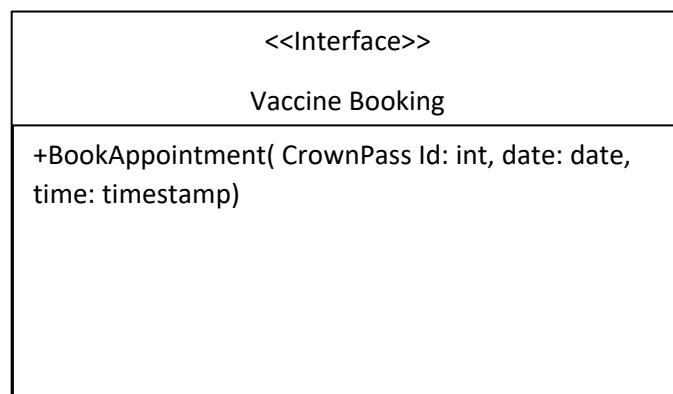 <<Interface>>
Vaccine Booking
+BookAppointment( CrownPass Id: int, date: date,
time: timestamp)